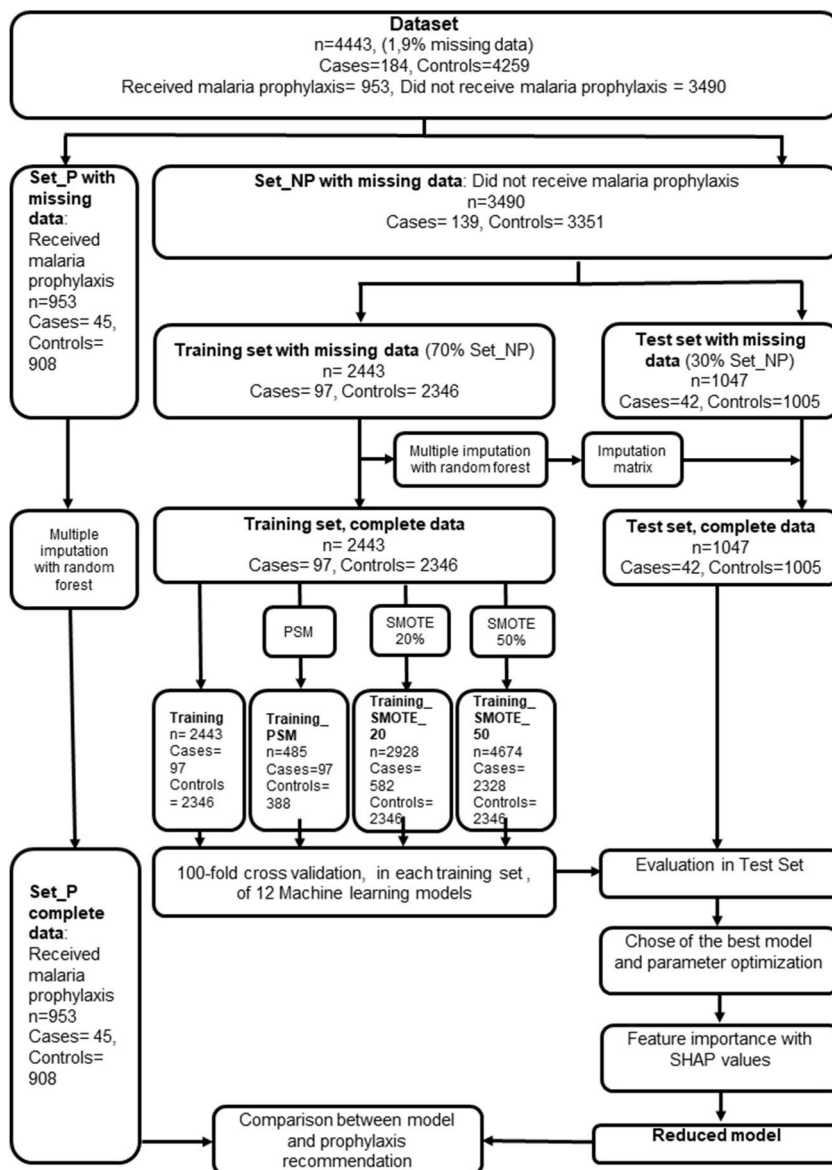 Dataset
n=4443, (1,9% missing data)
Cases=184, Controls=4259
Received malaria prophylaxis= 953, Did not receive malaria prophylaxis = 3490
Set_P with
missing
data:
Received
malaria
prophylaxis
n=953
Cases= 45,
Controls=
908
Set_NP with missing data: Did not receive malaria prophylaxis
n=3490
Cases= 139, Controls= 3351
Training set with missing data (70% Set_NP)
n= 2443
Cases= 97, Controls= 2346
Test set with missing
data (30% Set_NP)
n=1047
Cases=42, Controls=1005
Multiple imputation
with random forest
Imputation
matrix
Multiple
imputation
with random
forest
Training set, complete data
n= 2443
Cases= 97, Controls= 2346
Test set, complete data
n=1047
Cases=42, Controls=1005
PSM
SMOTE
20%
SMOTE
50%
Training
n= 2443
Cases=
97
Controls
= 2346
Training_
PSM
n=485
Cases=97
Controls=
388
Training_
SMOTE_
20
n=2928
Cases=
582
Controls=
2346
Training_
SMOTE_
50
n=4674
Cases=
2328
Controls=
2346
100-fold cross validation, in each training set ,
of 12 Machine learning models
Evaluation in Test Set
Set_P
complete
data:
Received
malaria
prophylaxis
n=953
Cases= 45,
Controls=
908
Chose of the best model
and parameter optimization
Feature importance with
SHAP values
Comparison between model
and prophylaxis
recommendation
Reduced model